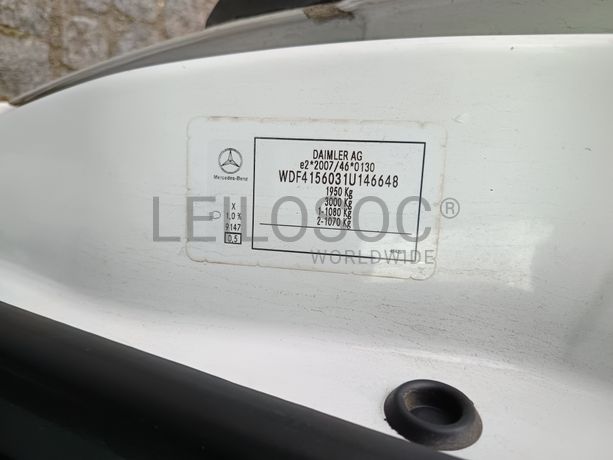 DAIMLER AG
e2*2007/46*0130
WDF4156031U146648
1950 Kg
3000 Kg
1-1080 Kg
2-1070 Kg
Mercedes-Benz
X
1,0 K
9147
0,5
LEILOSOC®
WORLDWIDE